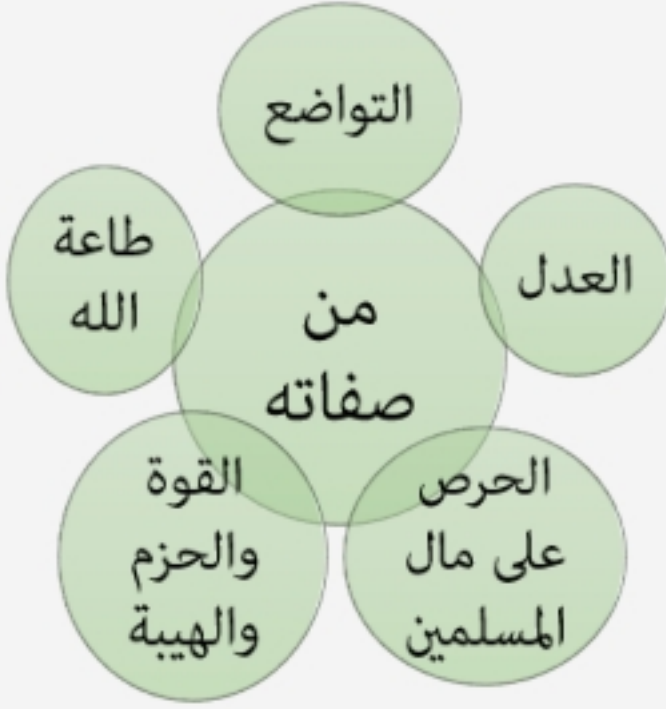 التواضع
العدل
طاعة
الله
من
صفاته
الحرص
على مال
المسلمين
القوة
والحزم
والهيبة